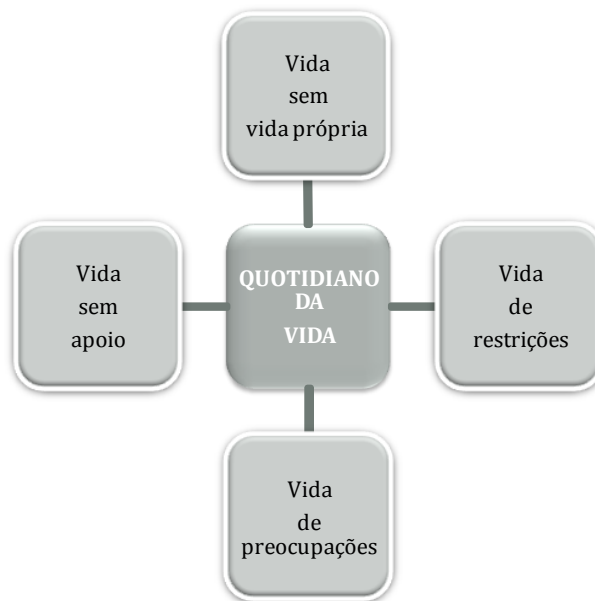 Vida
sem
vida própria
Vida
sem
apoio
QUOTIDIANO
DA
VIDA
Vida
de
restrições
Vida
de
preocupações